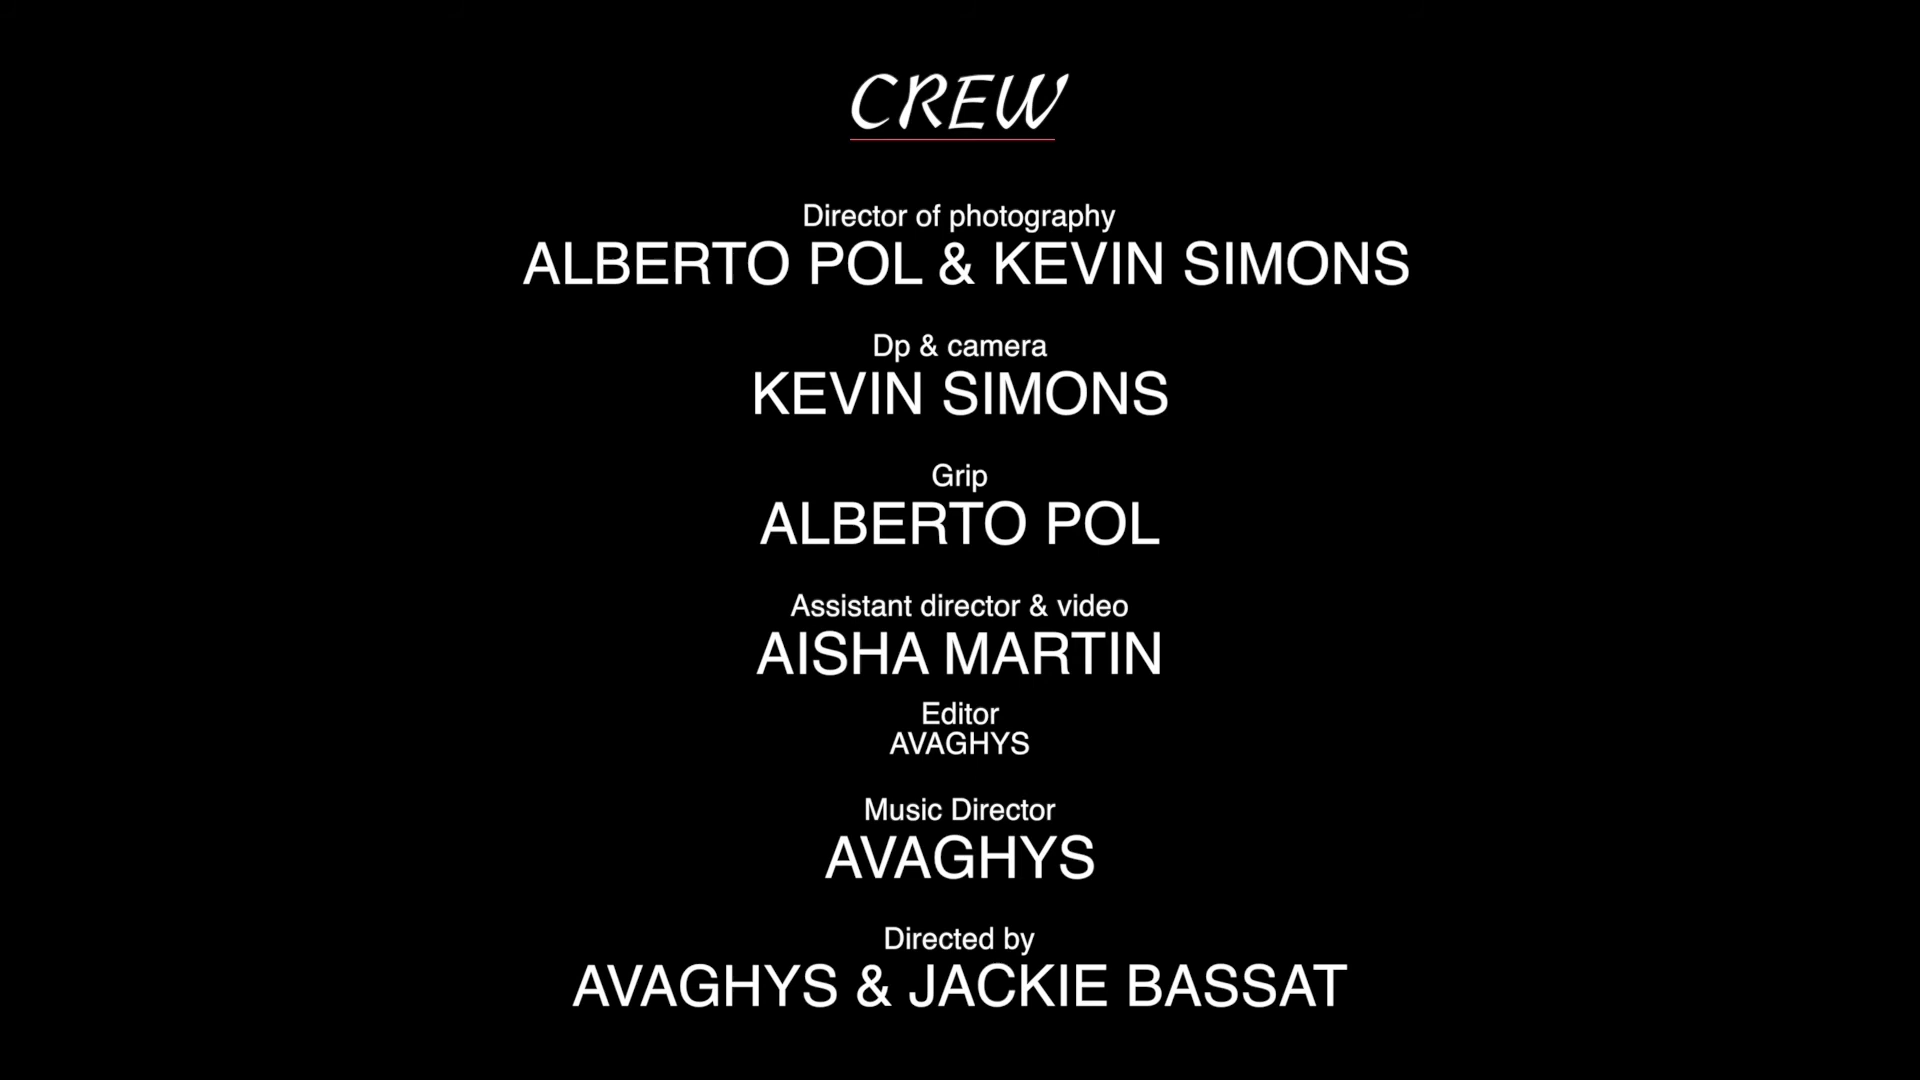 CREW
Director of photography
ALBERTO POL & KEVIN SIMONS
Dp & camera
KEVIN SIMONS
Grip
ALBERTO POL
Assistant director & video
AISHA MARTIN
Editor
AVAGHYS
Music Director
AVAGHYS
Directed by
AVAGHYS & JACKIE BASSAT